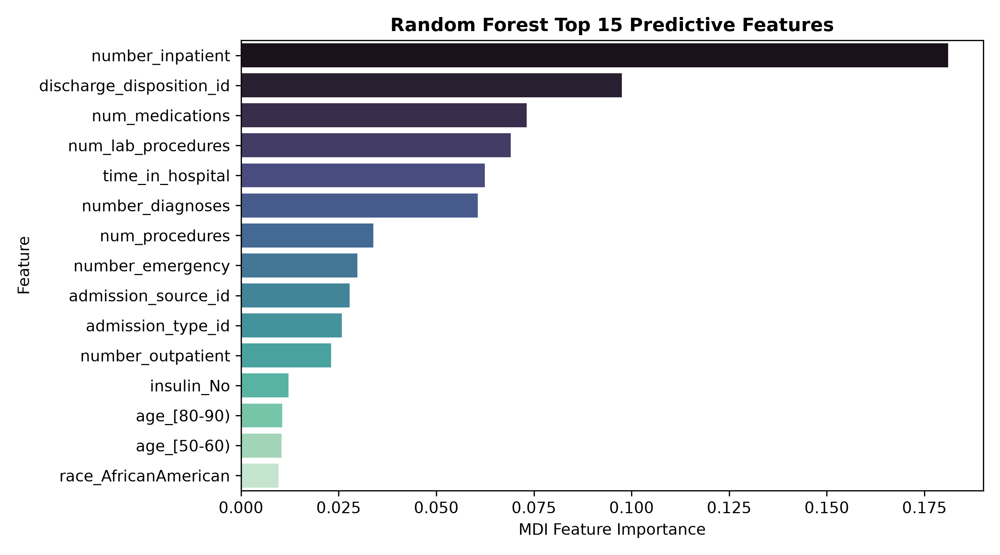 Random Forest Top 15 Predictive Features
number_inpatient
discharge_disposition_id
num_medications
num_lab_procedures
time_in_hospital
number_diagnoses
num_procedures
number_emergency
admission_source_id
admission_type_id
number_outpatient
insulin_No
age_[80-90)
age_[50-60)
race_AfricanAmerican
Feature
0.000 0.025 0.050 0.075 0.100 0.125 0.150 0.175
MDI Feature Importance